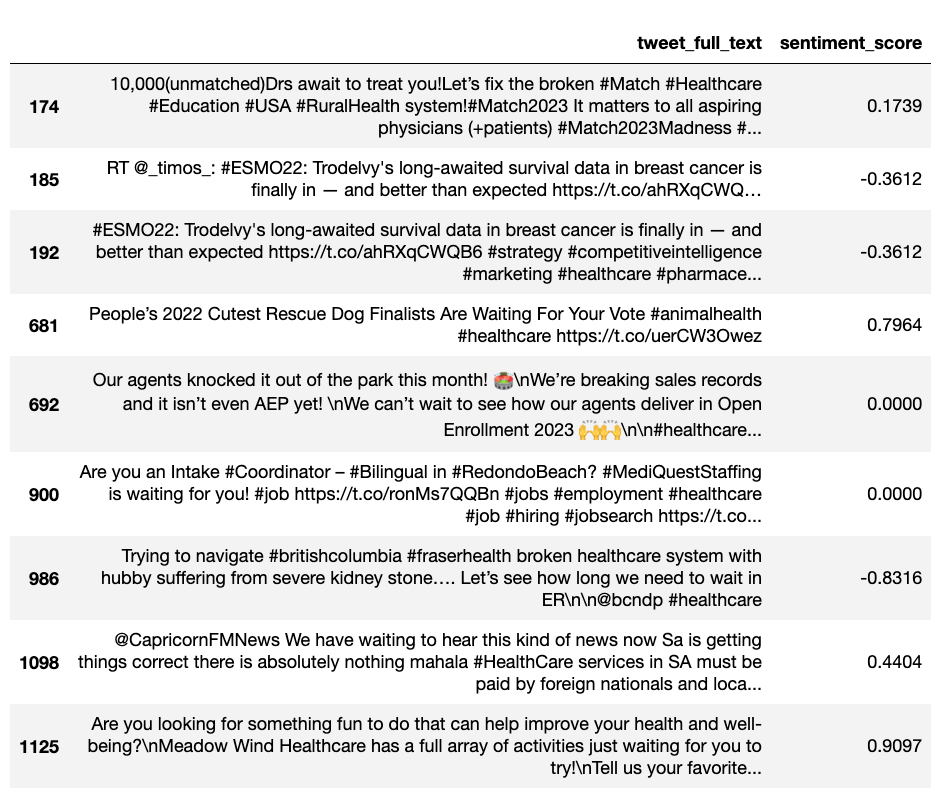 tweet_full_text sentiment_score
10,000(unmatched)Drs await to treat you!Let’s fix the broken #Match #Healthcare
174 #Education #USA #RuralHealth system!#Match2023 It matters to all aspiring 0.1739
physicians (+patients) #Match2023Madness #...
185 RT @_timos_: #ESMO22: Trodelvy's long-awaited survival data in breast cancer is -0.3612
finally in — and better than expected https://t.co/ahRXqCWQ…
#ESMO22: Trodelvy's long-awaited survival data in breast cancer is finally in — and
192 better than expected https://t.co/ahRXqCWQB6 #strategy #competitiveintelligence -0.3612
#marketing #healthcare #pharmace...
681 People’s 2022 Cutest Rescue Dog Finalists Are Waiting For Your Vote #animalhealth 0.7964
#healthcare https://t.co/uerCW3Owez
Our agents knocked it out of the park this month! 🏟️\nWe’re breaking sales records
692 and it isn’t even AEP yet! \nWe can’t wait to see how our agents deliver in Open 0.0000
Enrollment 2023 🙌🙌\n\n#healthcare...
Are you an Intake #Coordinator – #Bilingual in #RedondoBeach? #MediQuestStaffing
900 is waiting for you! #job https://t.co/ronMs7QQBn #jobs #employment #healthcare 0.0000
#job #hiring #jobsearch https://t.co...
Trying to navigate #britishcolumbia #fraserhealth broken healthcare system with
986 hubby suffering from severe kidney stone…. Let’s see how long we need to wait in -0.8316
ER\n\n@bcndp #healthcare
@CapricornFMNews We have waiting to hear this kind of news now Sa is getting
1098 things correct there is absolutely nothing mahala #HealthCare services in SA must be 0.4404
paid by foreign nationals and loca...
Are you looking for something fun to do that can help improve your health and well-
1125 being?\nMeadow Wind Healthcare has a full array of activities just waiting for you to 0.9097
try!\nTell us your favorite...